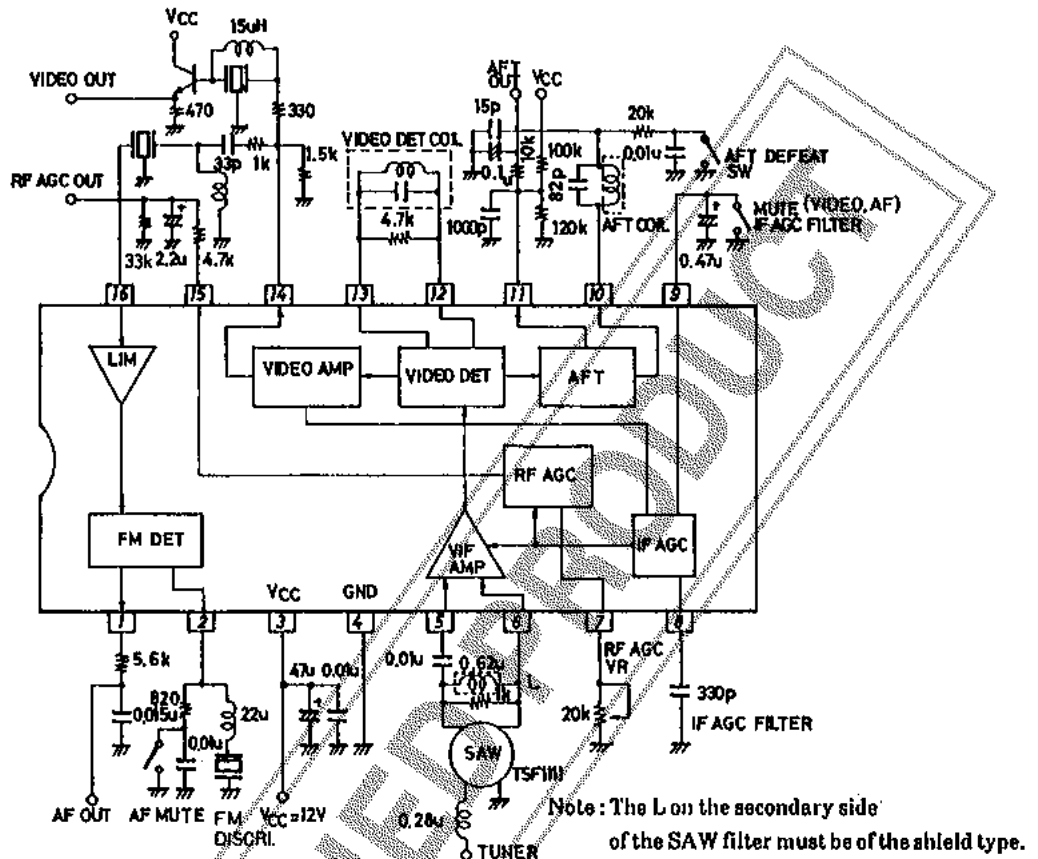 VCC
15uH
VIDEO OUT
470
330
33p
1k
1.5k
RF AGC OUT
33k
2.2u
4.7k
VIDEO DET COIL
4.7k
AFT OUT
VCC
15p
0.1u
10k
100k
1000p
120k
82p
AFT COIL
20k
0.01u
AFT DEFEAT SW
MUTE (VIDEO, AF)
IF AGC FILTER
0.47u
16
15
14
13
12
11
10
9
LIM
VIDEO AMP
VIDEO DET
AFT
RF AGC
FM DET
VIF AMP
IF AGC
VCC
GND
1
2
3
4
5
6
7
8
5.6k
0.015u
820
0.01u
22u
47u
0.01u
0.01u
0.62u
1k
L
RF AGC VR
20k
330p
IF AGC FILTER
SAW
TSF1111
AF OUT
AF MUTE
FM DISCRI.
VCC=12V
0.28u
TUNER
Note : The L on the secondary side
of the SAW filter must be of the shield type.
PRODUCT